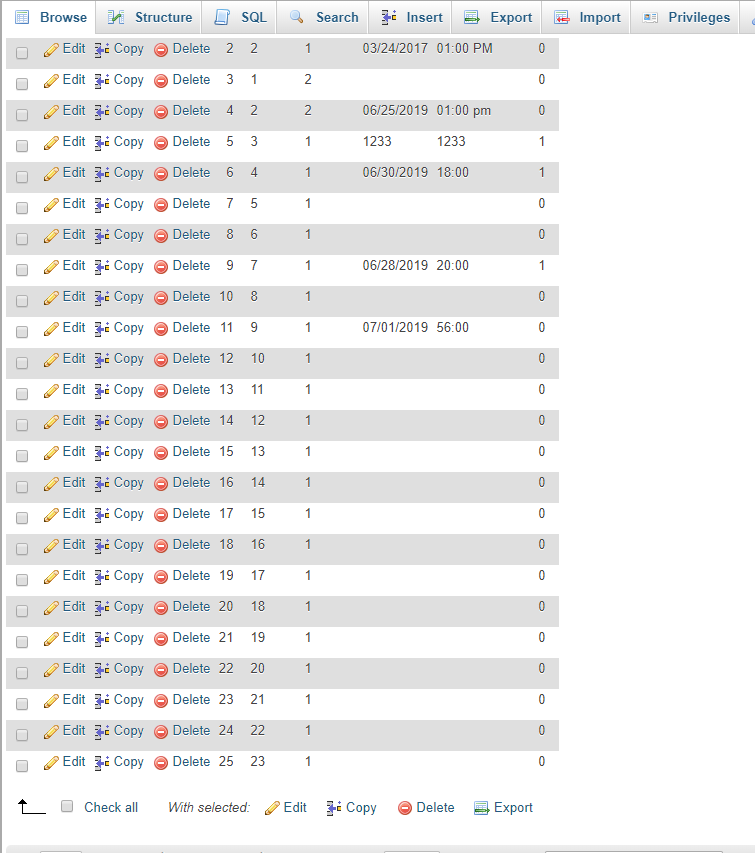 Browse Structure SQL Search Insert Export Import Privileges
Edit Copy Delete 2 2 1 03/24/2017 01:00 PM 0
Edit Copy Delete 3 1 2 0
Edit Copy Delete 4 2 2 06/25/2019 01:00 pm 0
Edit Copy Delete 5 3 1 1233 1233 1
Edit Copy Delete 6 4 1 06/30/2019 18:00 1
Edit Copy Delete 7 5 1 0
Edit Copy Delete 8 6 1 0
Edit Copy Delete 9 7 1 06/28/2019 20:00 1
Edit Copy Delete 10 8 1 0
Edit Copy Delete 11 9 1 07/01/2019 56:00 0
Edit Copy Delete 12 10 1 0
Edit Copy Delete 13 11 1 0
Edit Copy Delete 14 12 1 0
Edit Copy Delete 15 13 1 0
Edit Copy Delete 16 14 1 0
Edit Copy Delete 17 15 1 0
Edit Copy Delete 18 16 1 0
Edit Copy Delete 19 17 1 0
Edit Copy Delete 20 18 1 0
Edit Copy Delete 21 19 1 0
Edit Copy Delete 22 20 1 0
Edit Copy Delete 23 21 1 0
Edit Copy Delete 24 22 1 0
Edit Copy Delete 25 23 1 0
Check all With selected: Edit Copy Delete Export